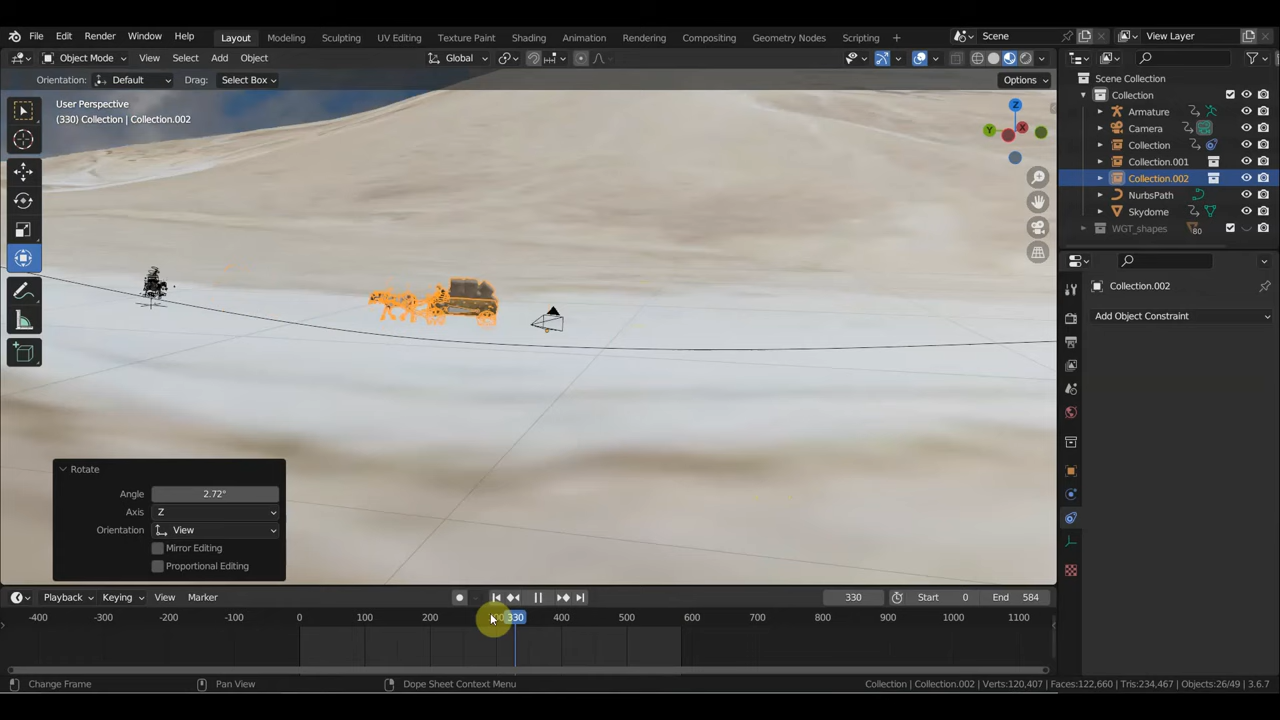 File Edit Render Window Help Layout Modeling Sculpting UV Editing Texture Paint Shading Animation Rendering Compositing Geometry Nodes Scripting + Scene View Layer
Object Mode View Select Add Object Global
Orientation: Default Drag: Select Box Options
User Perspective
(330) Collection | Collection.002
Z
Y
X
Scene Collection
Collection
Armature
Camera
Collection
Collection.001
Collection.002
NurbsPath
Skydome
WGT_shapes 80
Collection.002
Add Object Constraint
Rotate
Angle 2.72°
Axis Z
Orientation View
Mirror Editing
Proportional Editing
Playback Keying View Marker 330 Start 0 End 584
-400 -300 -200 -100 0 100 200 330 400 500 600 700 800 900 1000 1100
Change Frame Pan View Dope Sheet Context Menu Collection | Collection.002 | Verts:120,407 | Faces:122,660 | Tris:234,467 | Objects:26/49 | 3.6.7